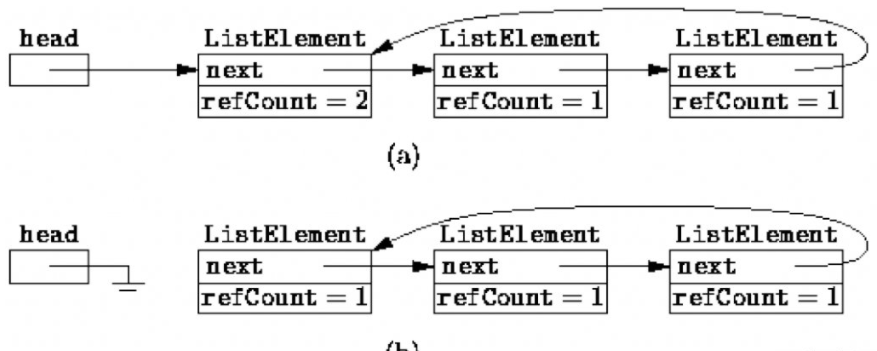 head ListElement ListElement ListElement
next next next
refCount = 2 refCount = 1 refCount = 1
(a)
head ListElement ListElement ListElement
next next next
refCount = 1 refCount = 1 refCount = 1
(b)